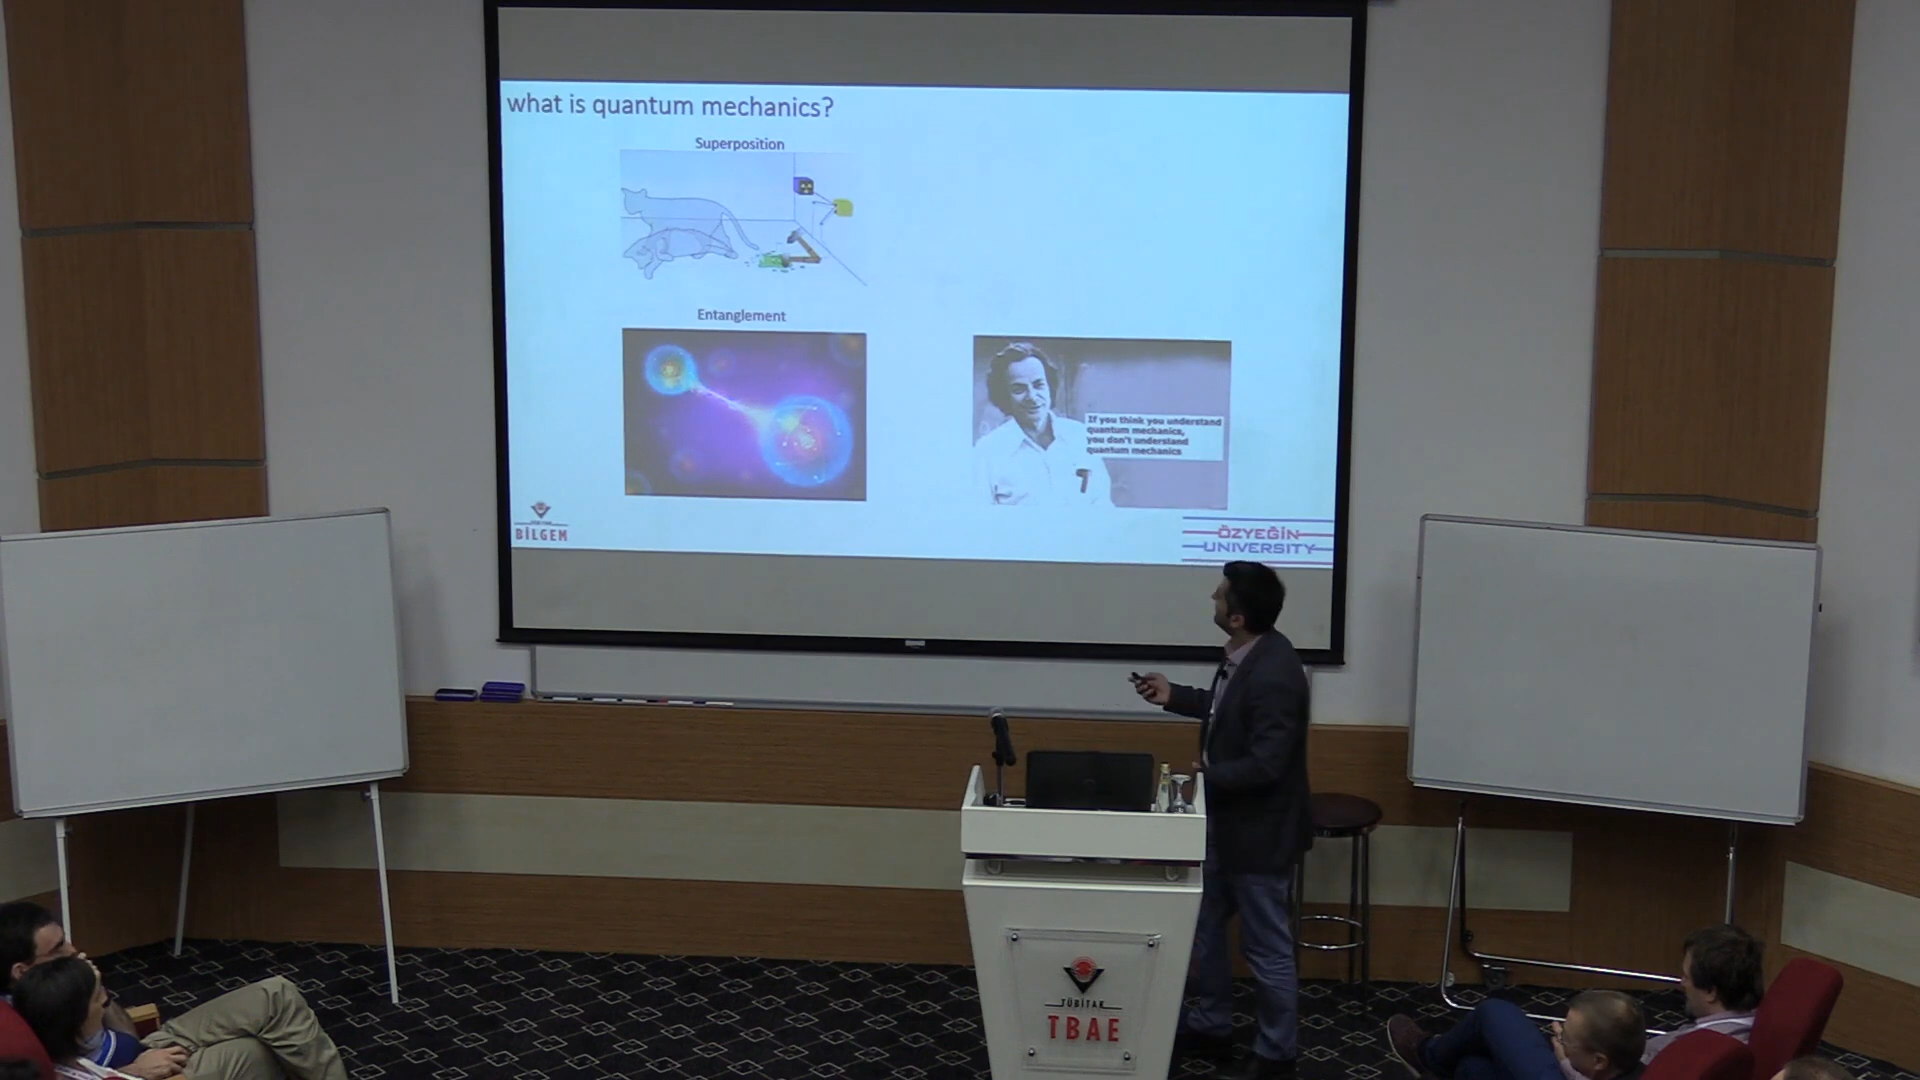 what is quantum mechanics?
Superposition
Entanglement
If you think you understand
quantum mechanics,
you don't understand
quantum mechanics
BİLGEM
ÖZYEĞİN
UNIVERSITY
TÜBİTAK
TBAE